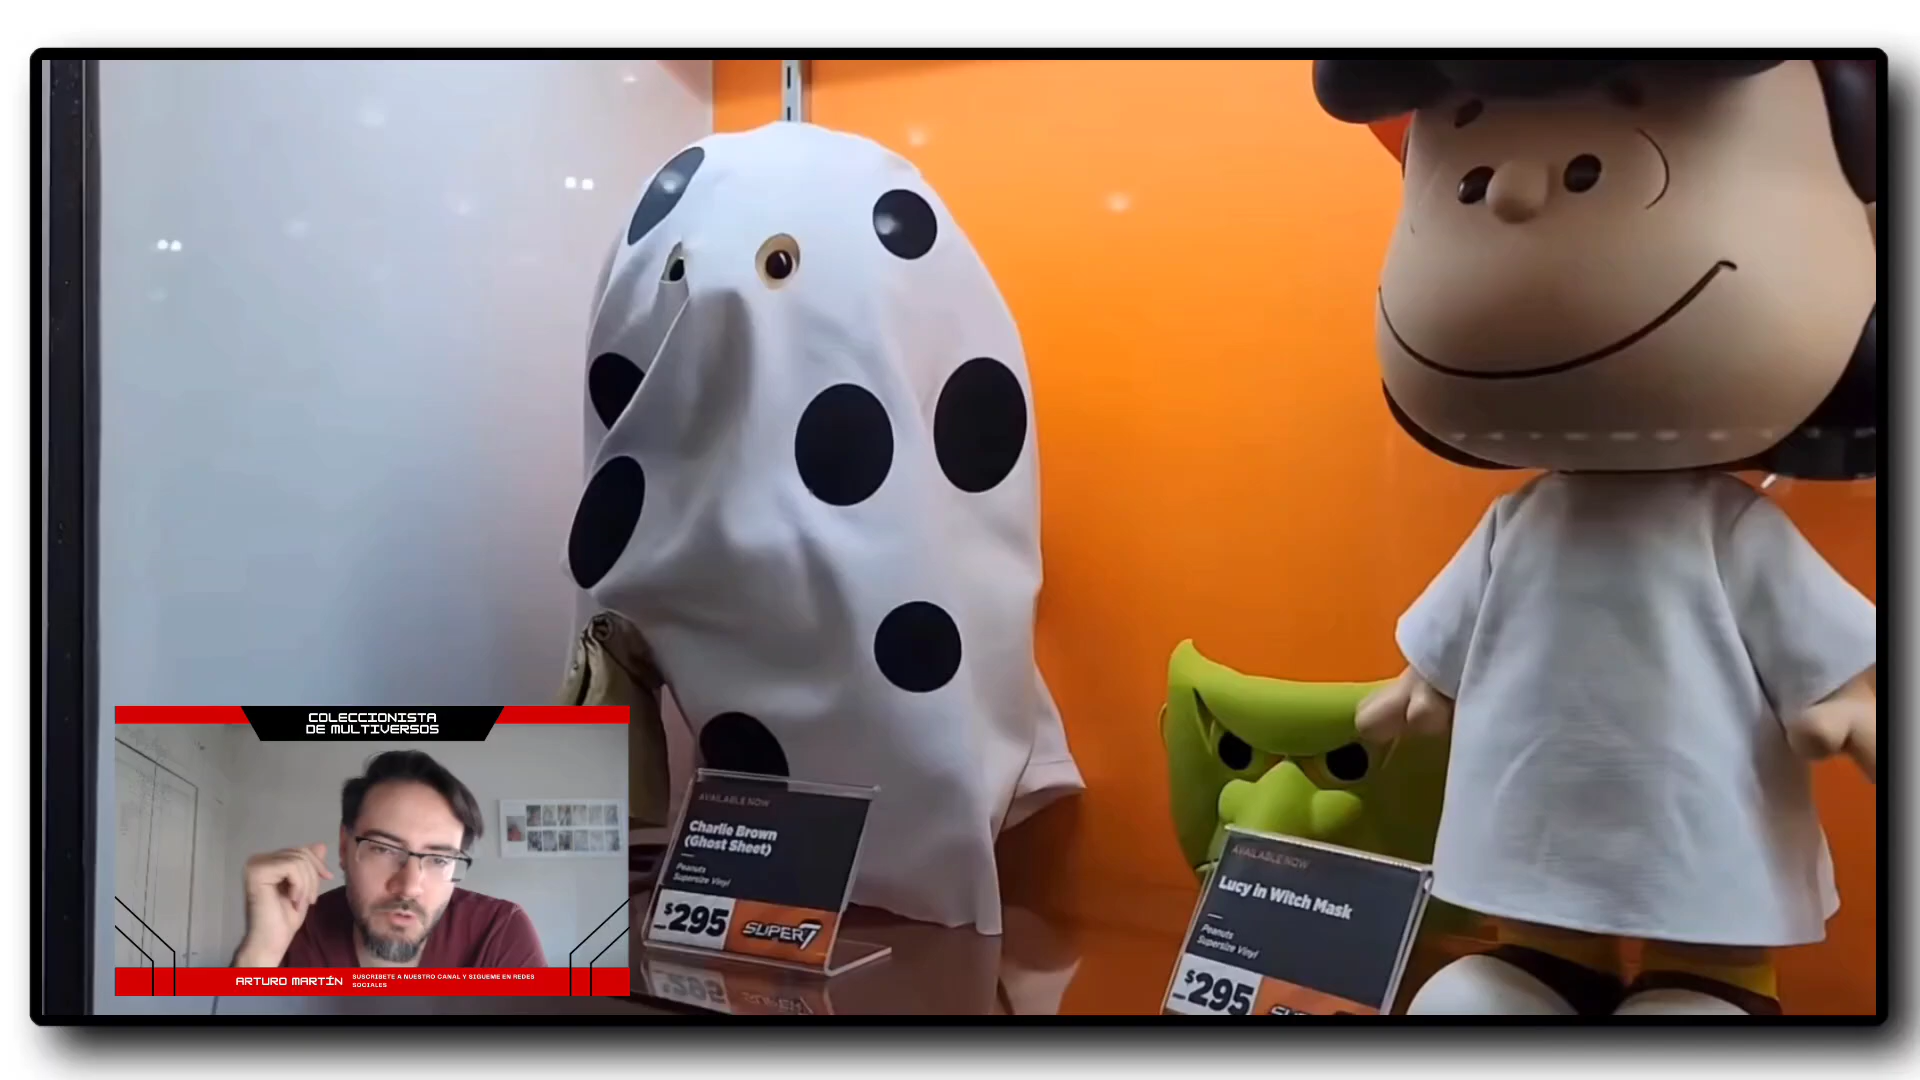 AVAILABLE NOW
Charlie Brown
(Ghost Sheet)
Peanuts
Supersize Vinyl
$295
SUPER7
AVAILABLE NOW
Lucy in Witch Mask
Peanuts
Supersize Vinyl
$295
COLECCIONISTA
DE MULTIVERSOS
ARTURO MARTÍN
SUSCRIBETE A NUESTRO CANAL Y SIGUEME EN REDES
SOCIALES